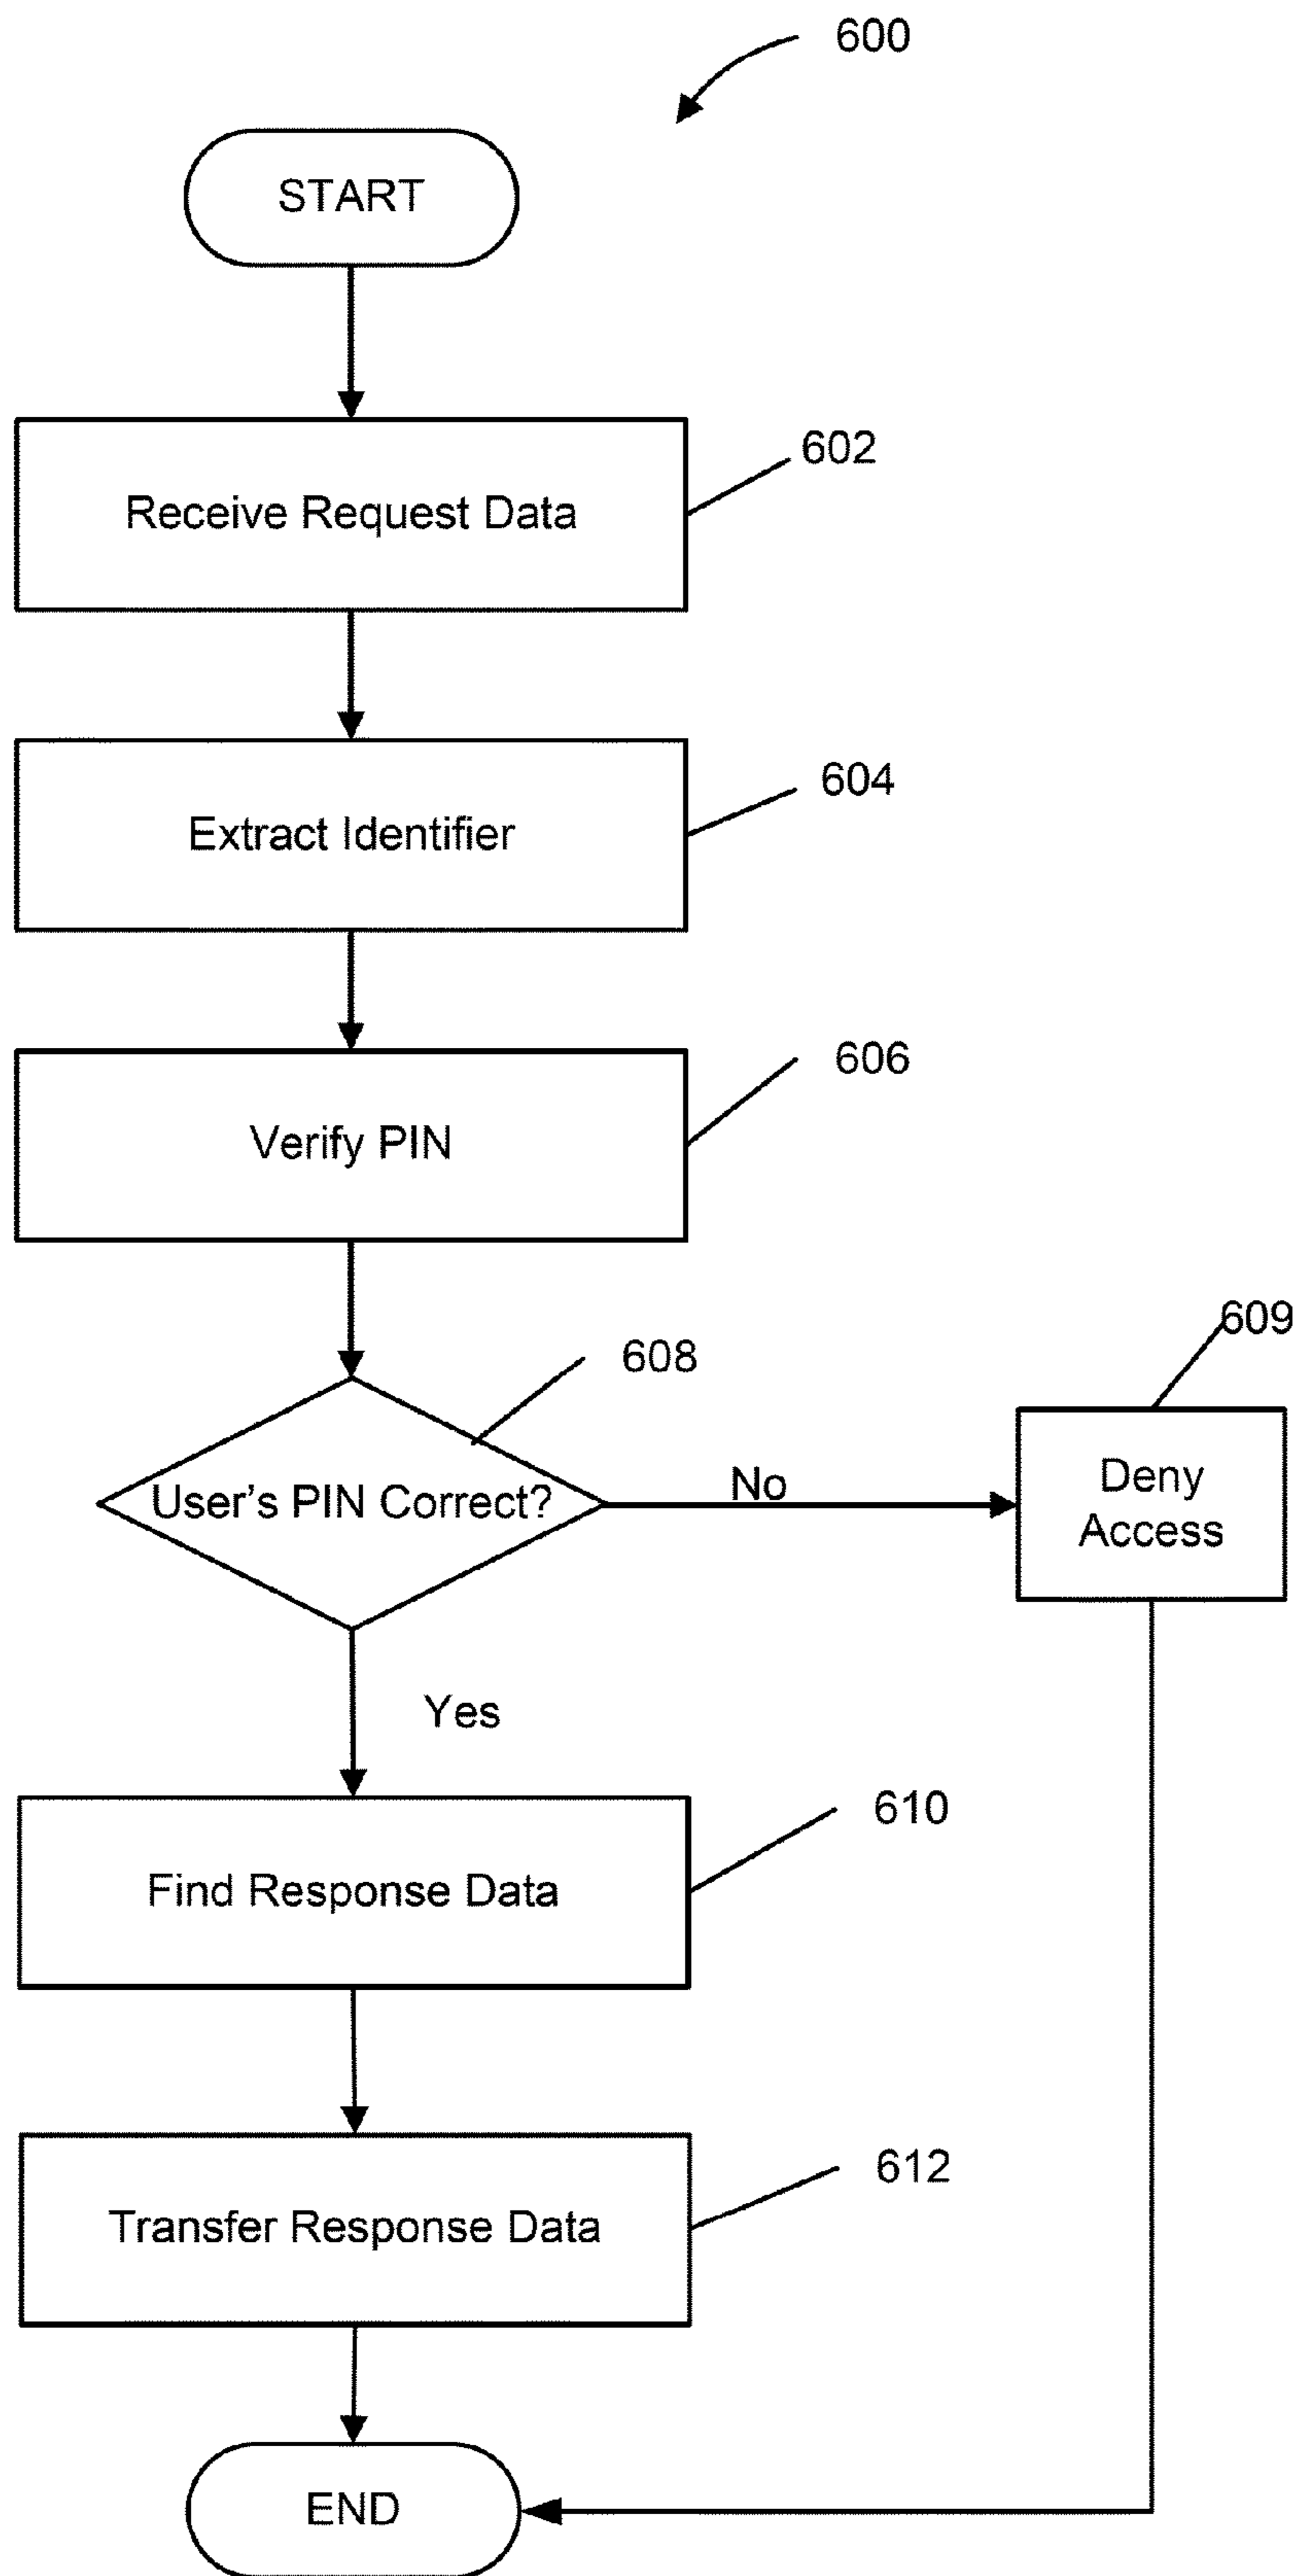 600
START
602
Receive Request Data
604
Extract Identifier
606
Verify PIN
608
609
User's PIN Correct?
No
Deny
Access
Yes
610
Find Response Data
612
Transfer Response Data
END